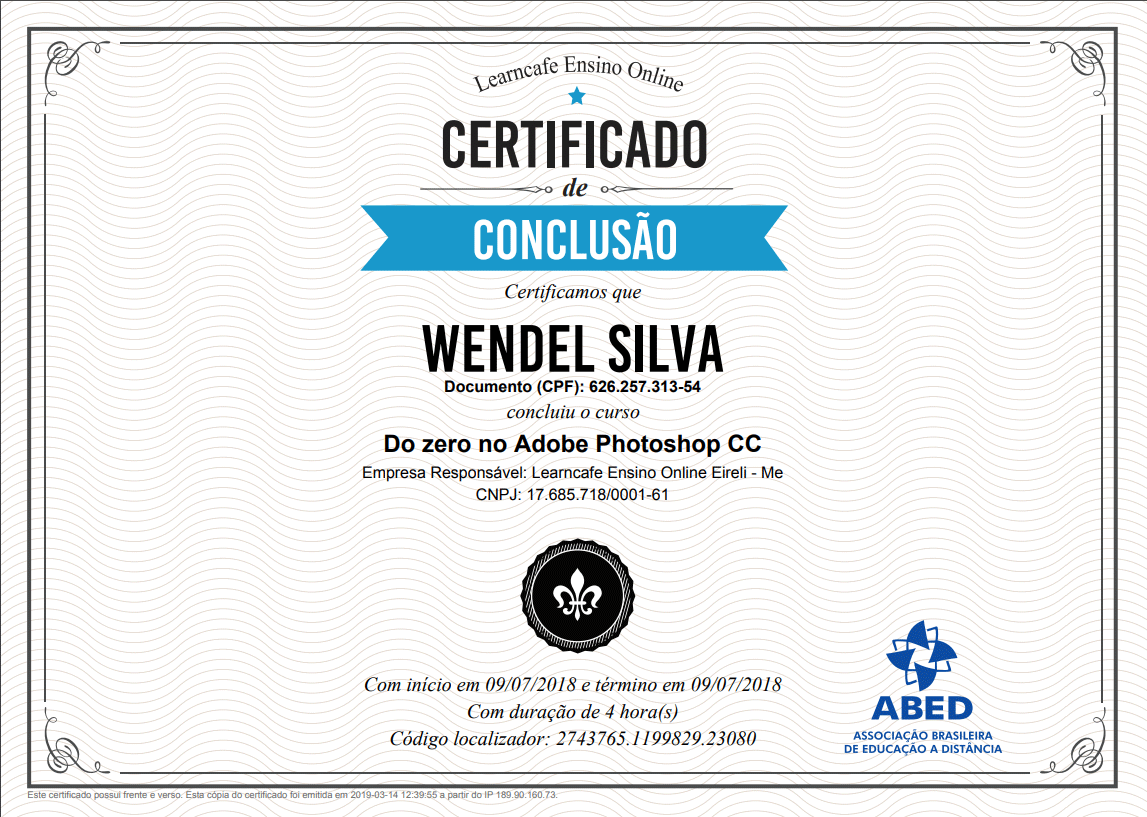 Learncafe Ensino Online
CERTIFICADO
de
CONCLUSÃO
Certificamos que
WENDEL SILVA
Documento (CPF): 626.257.313-54
concluiu o curso
Do zero no Adobe Photoshop CC
Empresa Responsável: Learncafe Ensino Online Eireli - Me
CNPJ: 17.685.718/0001-61
Com início em 09/07/2018 e término em 09/07/2018
Com duração de 4 hora(s)
Código localizador: 2743765.1199829.23080
ABED
ASSOCIAÇÃO BRASILEIRA
DE EDUCAÇÃO A DISTÂNCIA
Este certificado possui frente e verso. Esta cópia do certificado foi emitida em 2019-03-14 12:39:55 a partir do IP 189.90.160.73.